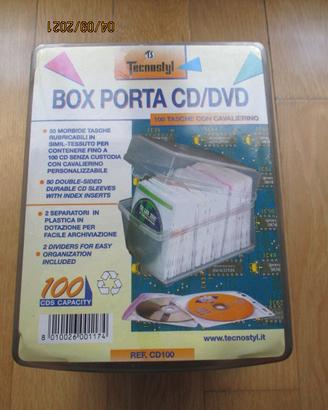 04/09/2021
TS
Tecnostyl
BOX PORTA CD/DVD
100 TASCHE CON CAVALIERINO
50 MORBIDE TASCHE
RUBRICABILI IN
SIMIL-TESSUTO PER
CONTENERE FINO A
100 CD SENZA CUSTODIA
CON CAVALIERINO
PERSONALIZZABILE
50 DOUBLE-SIDED
DURABLE CD SLEEVES
WITH INDEX INSERTS
2 SEPARATORI IN
PLASTICA IN
DOTAZIONE PER
FACILE ARCHIVIAZIONE
2 DIVIDERS FOR EASY
ORGANIZATION
INCLUDED
100
CDS CAPACITY
8 010026 001174
www.tecnostyl.it
REF. CD100